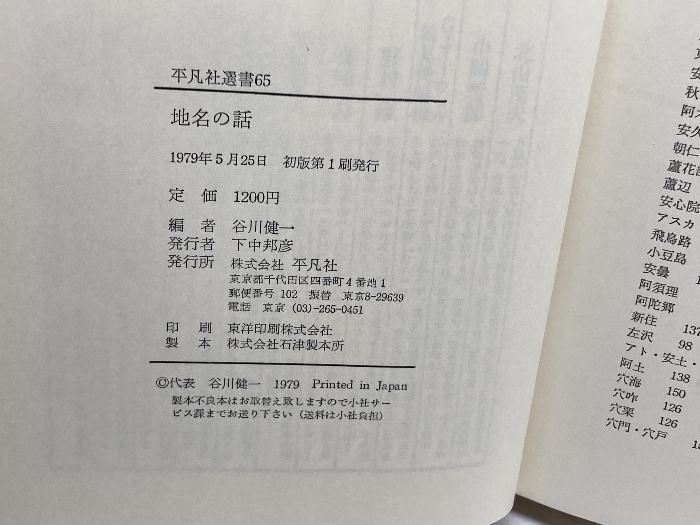 平凡社選書65
地名の話
1979年5月25日 初版第1刷発行
定 価 1200円
編 者 谷川健一
発行者 下中邦彦
発行所 株式会社 平凡社
東京都千代田区四番町4番地1
郵便番号 102 振替 東京8-29639
電話 東京 (03)-265-0451
印 刷 東洋印刷株式会社
製 本 株式会社石津製本所
©代表 谷川健一 1979 Printed in Japan
製本不良本はお取替え致しますので小社サー
ビス課までお送り下さい（送料は小社負担）
秋
安久
朝仁
蘆花
蘆辺
安心院
アスカ
飛鳥路
小豆島
安曇
阿須理
阿陀郷
新住 137
左沢 98
アト・安土・
阿土 138
穴海 150
穴咋 126
穴栗 126
穴門・穴戸